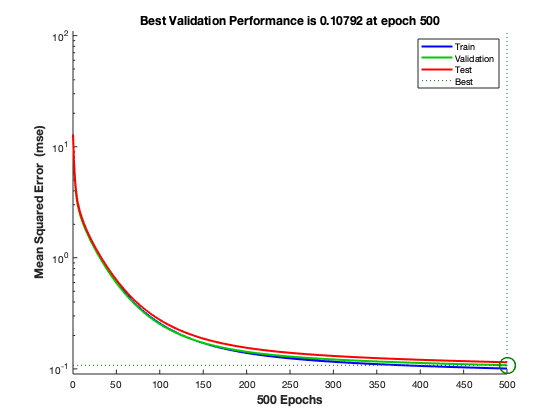 Best Validation Performance is 0.10792 at epoch 500
Train
Validation
Test
Best
Mean Squared Error (mse)
10^2
10^1
10^0
10^-1
0 50 100 150 200 250 300 350 400 450 500
500 Epochs